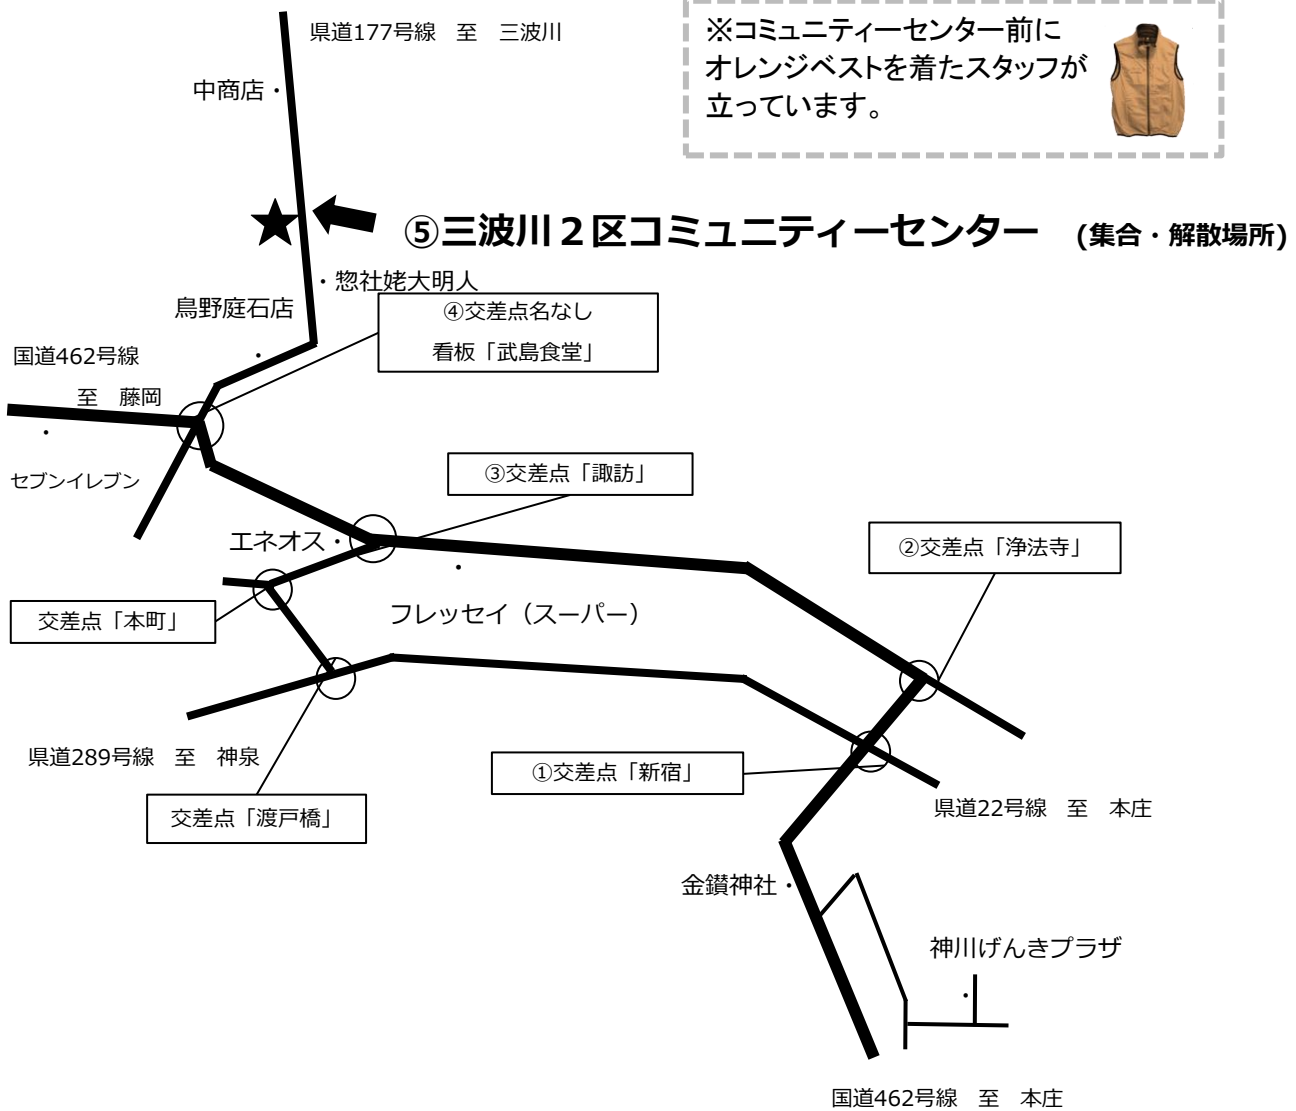 県道177号線　至　三波川
※コミュニティーセンター前に
オレンジベストを着たスタッフが
立っています。
中商店・
⑤三波川２区コミュニティーセンター　(集合・解散場所)
・惣社姥大明人
鳥野庭石店
・
④交差点名なし
看板「武島食堂」
国道462号線
至　藤岡
・
セブンイレブン
③交差点「諏訪」
エネオス・
②交差点「浄法寺」
・
フレッセイ（スーパー）
交差点「本町」
県道289号線　至　神泉
①交差点「新宿」
交差点「渡戸橋」
県道22号線　至　本庄
金鑚神社・
神川げんきプラザ
・
国道462号線　至　本庄